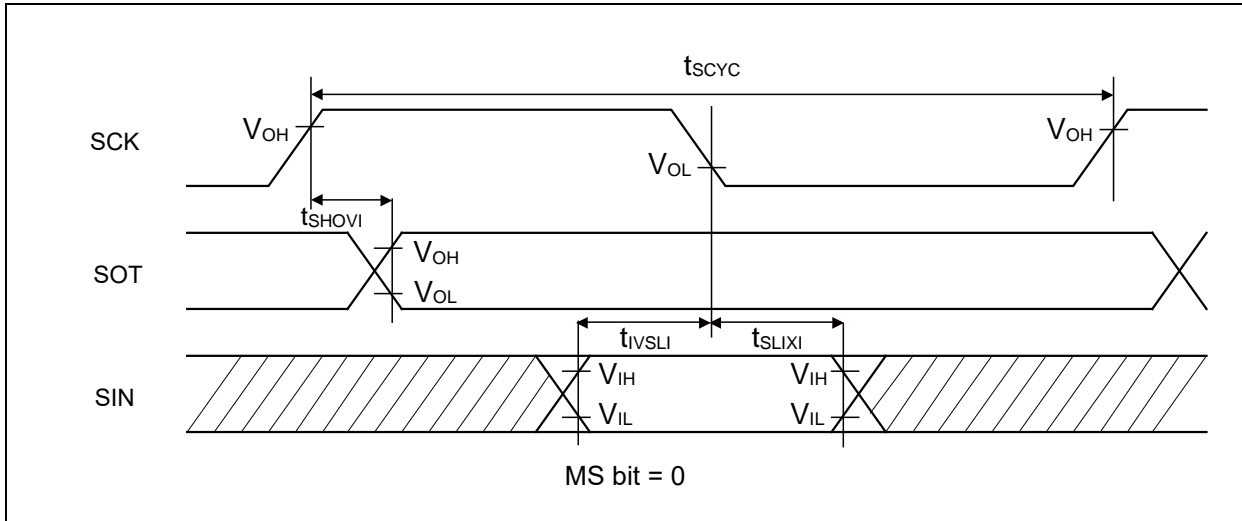 tSCYC
SCK
VOH
VOL
VOH
tSHOVI
SOT
VOH
VOL
tIVSLI
tSLIXI
SIN
VIH
VIH
VIL
VIL
MS bit = 0